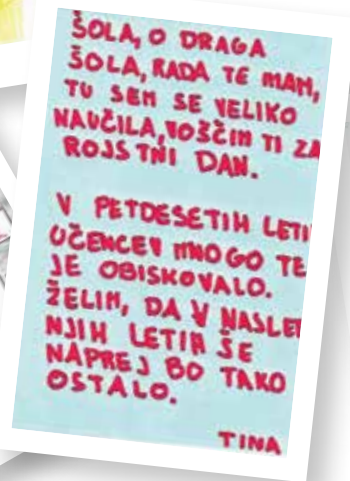 ŠOLA, O DRAGA
ŠOLA, RADA TE MAM,
TU SEM SE VELIKO
NAUČILA, VOŠČIM TI ZA
ROJSTNI DAN.
V PETDESETIH LETI
UČENCEV MNOGO TE
JE OBISKOVALO.
ŽELIM, DA V NASLED
NJIH LETIH ŠE
NAPREJ BO TAKO
OSTALO.
TINA